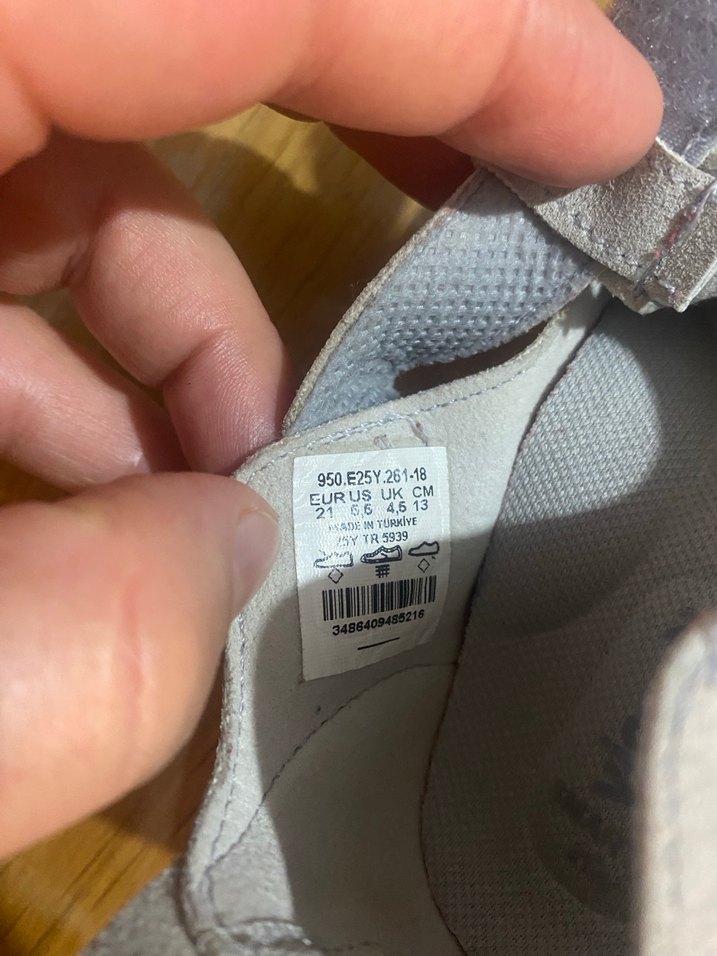 950.E25Y.261-18
EUR US UK CM
21 5,5 4,5 13
MADE IN TÜRKİYE
25Y TR 5939
3486409485216